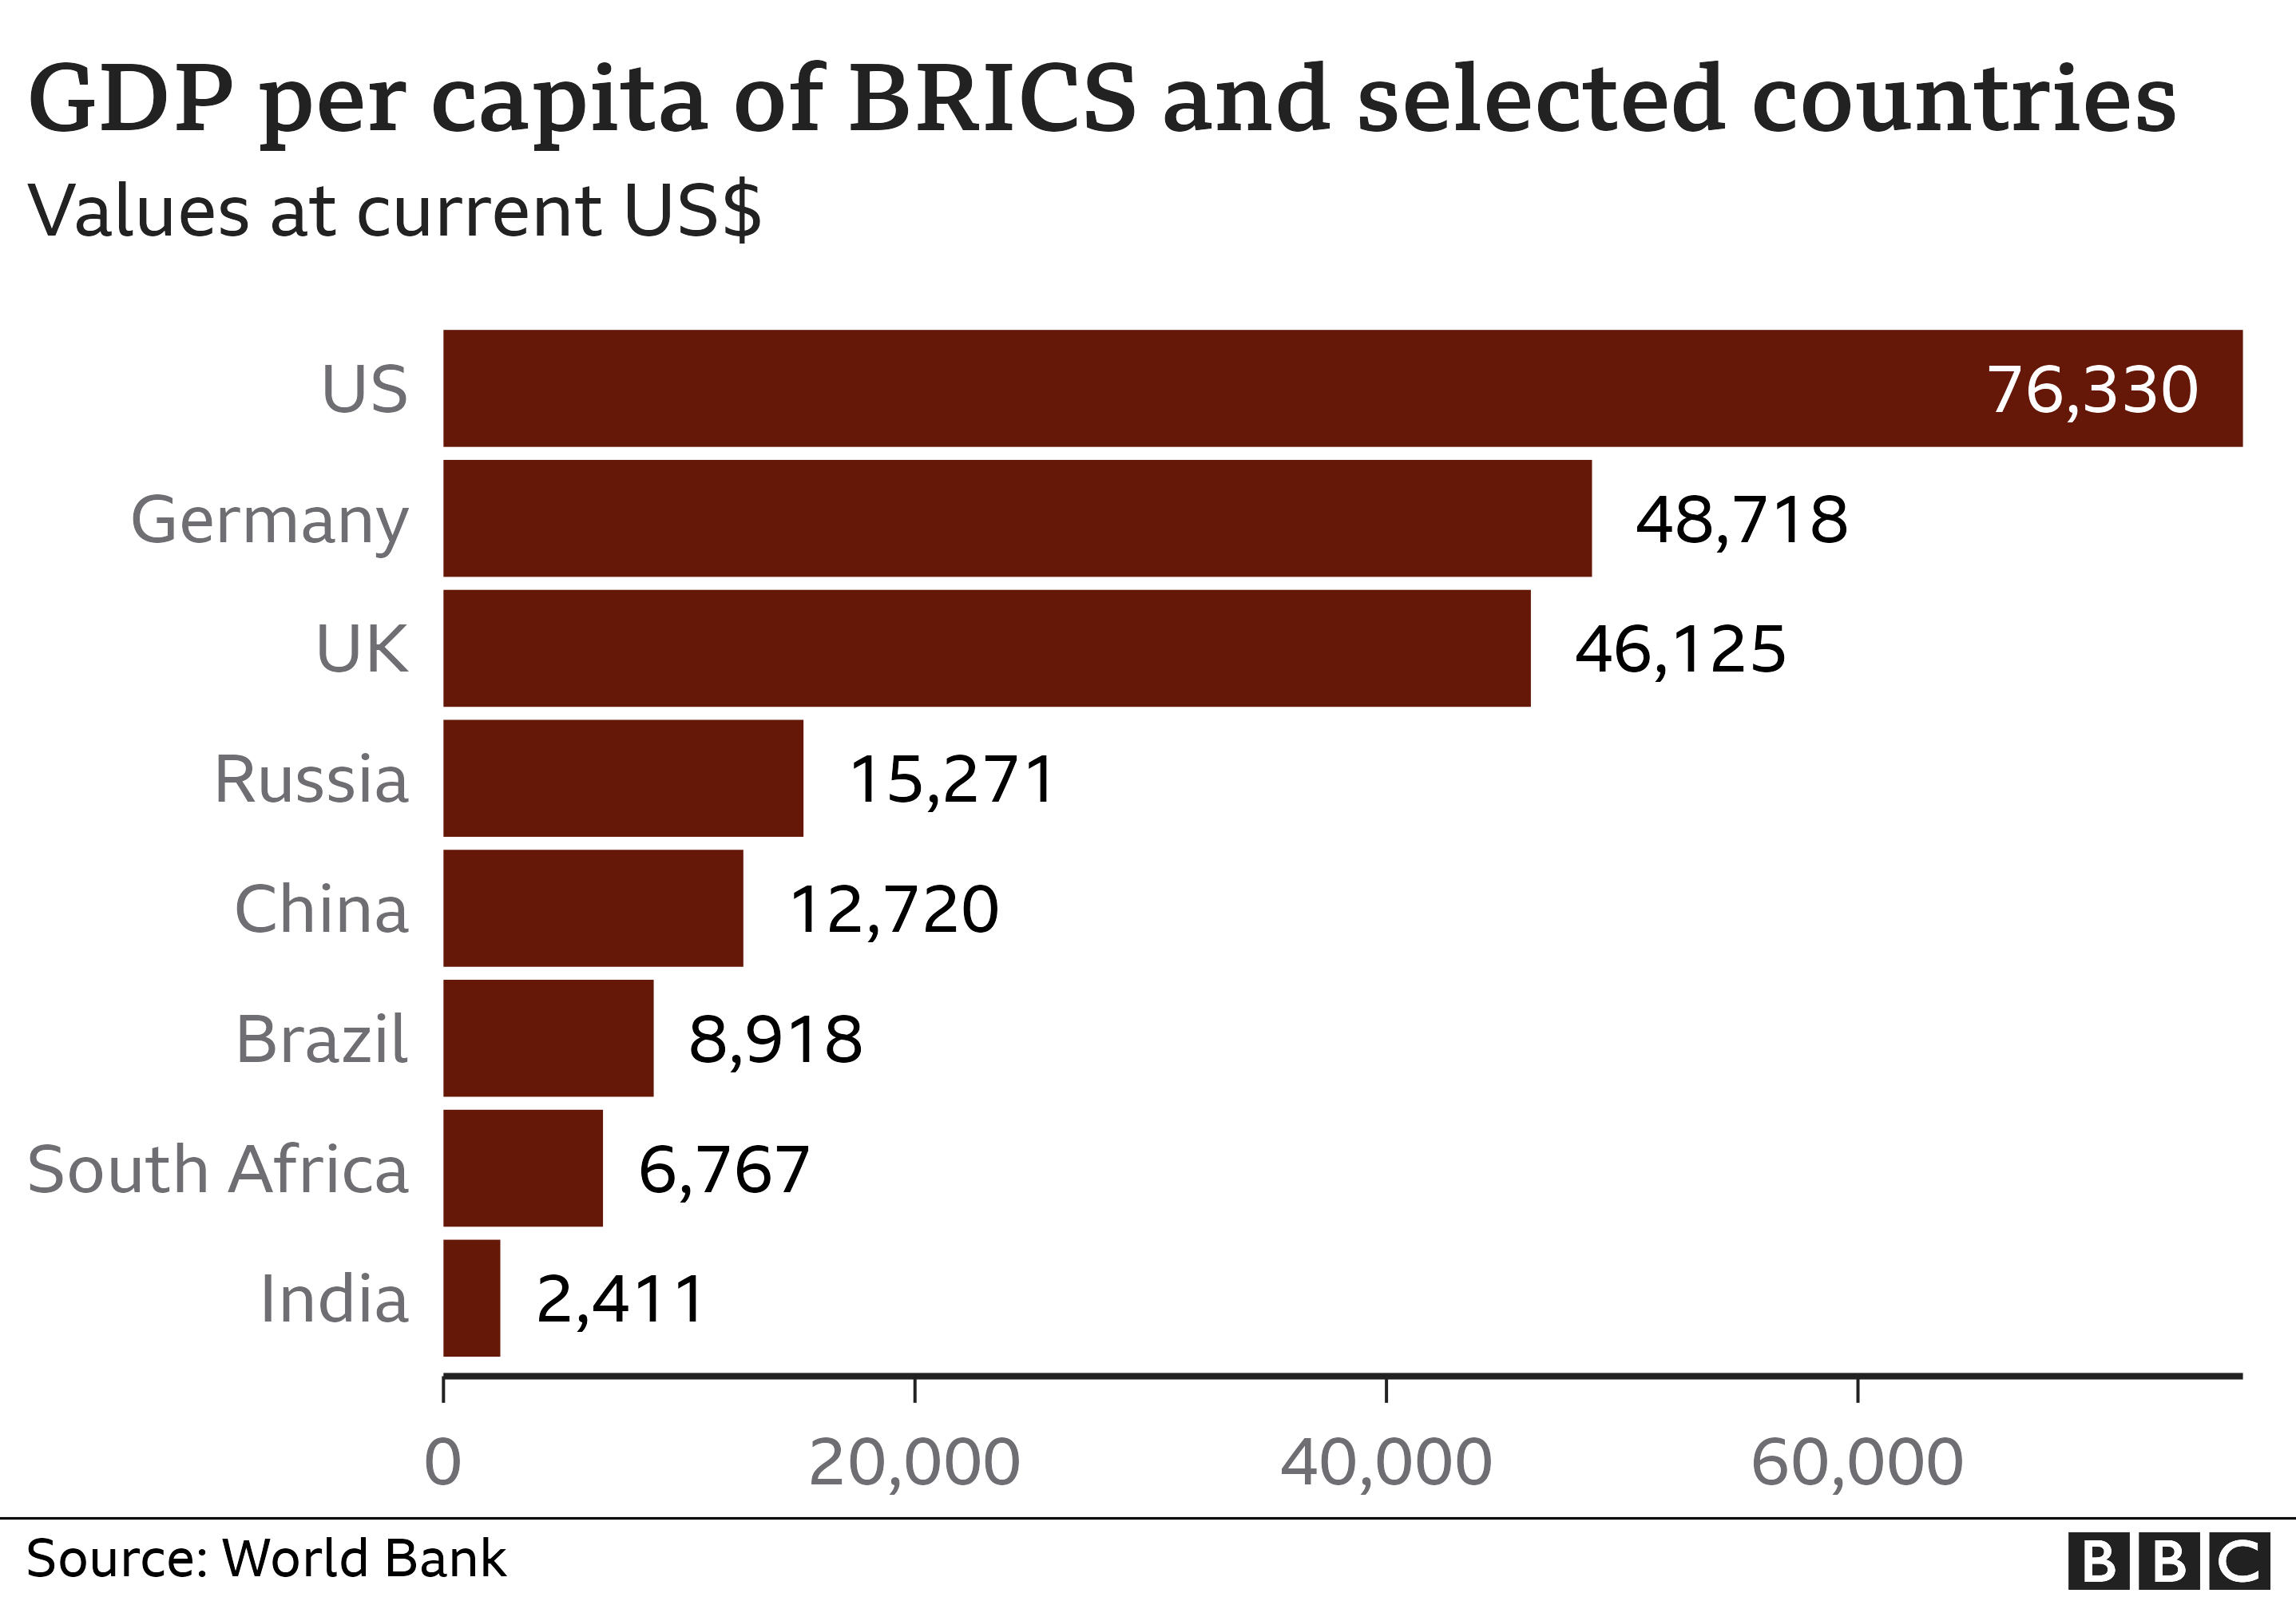 GDP per capita of BRICS and selected countries
Values at current US$
US 76,330
Germany 48,718
UK 46,125
Russia 15,271
China 12,720
Brazil 8,918
South Africa 6,767
India 2,411
0 20,000 40,000 60,000
Source: World Bank
BBC